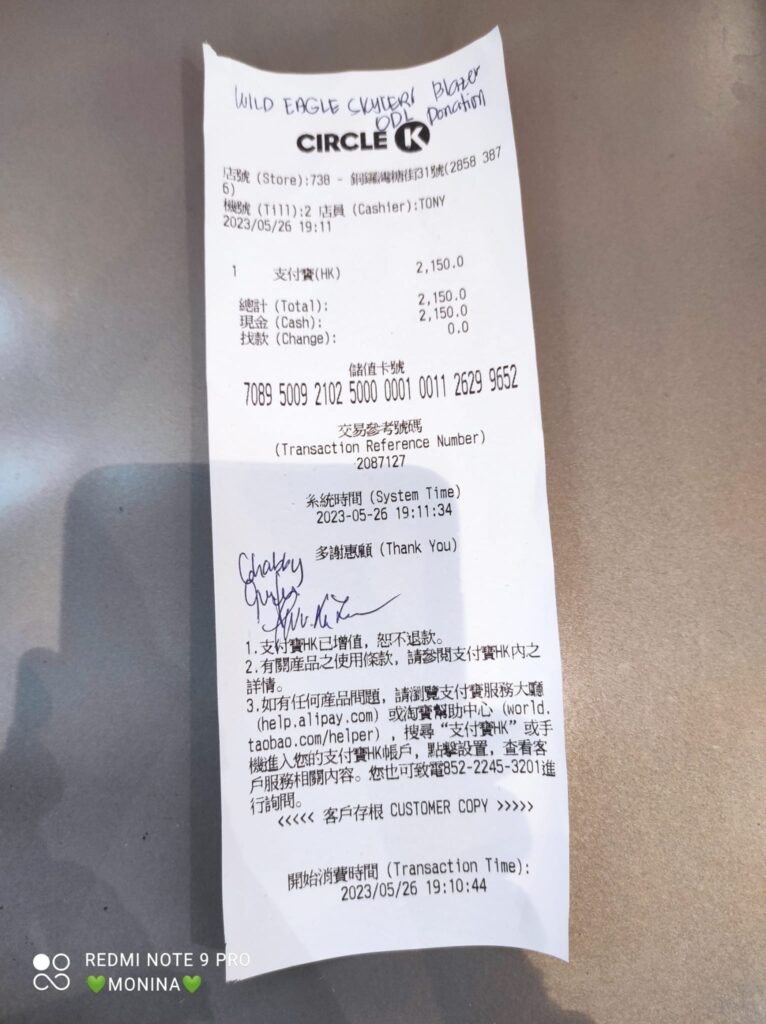 WILD EAGLE SKYTERS Blazer
DDL Donation
CIRCLE K
店號 (Store):738 - 銅鑼灣糖街31號(2858 387
6)
機號 (Till):2 店員 (Cashier):TONY
2023/05/26 19:11
1 支付寶(HK) 2,150.0
總計 (Total): 2,150.0
現金 (Cash): 2,150.0
找款 (Change): 0.0
儲值卡號
7089 5009 2102 5000 0001 0011 2629 9652
交易參考號碼
(Transaction Reference Number)
2087127
系統時間 (System Time)
2023-05-26 19:11:34
多謝惠顧 (Thank You)
1.支付寶HK已增值，恕不退款。
2.有關產品之使用條款，請參閱支付寶HK內之
詳情。
3.如有任何產品問題，請瀏覽支付寶服務大廳
(help.alipay.com) 或淘寶幫助中心 (world.
taobao.com/helper) ，搜尋“支付寶HK”或手
機進入您的支付寶HK帳戶，點擊設置，查看客
戶服務相關內容。您也可致電852-2245-3201進
行詢問。
<<<<< 客戶存根 CUSTOMER COPY >>>>>
開始消費時間 (Transaction Time):
2023/05/26 19:10:44
REDMI NOTE 9 PRO
💚MONINA💚